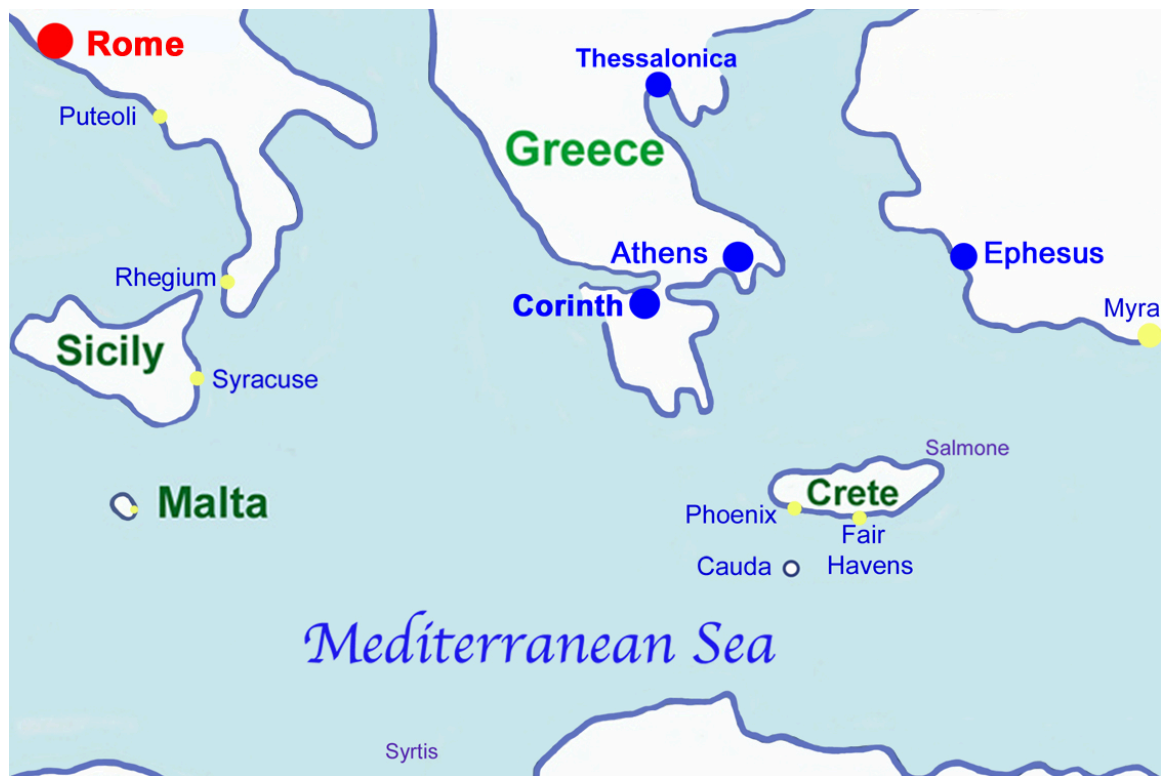 Rome
Thessalonica
Puteoli
Greece
Athens
Ephesus
Rhegium
Corinth
Myra
Sicily
Syracuse
Salmone
Malta
Crete
Phoenix
Fair
Havens
Cauda
Mediterranean Sea
Syrtis